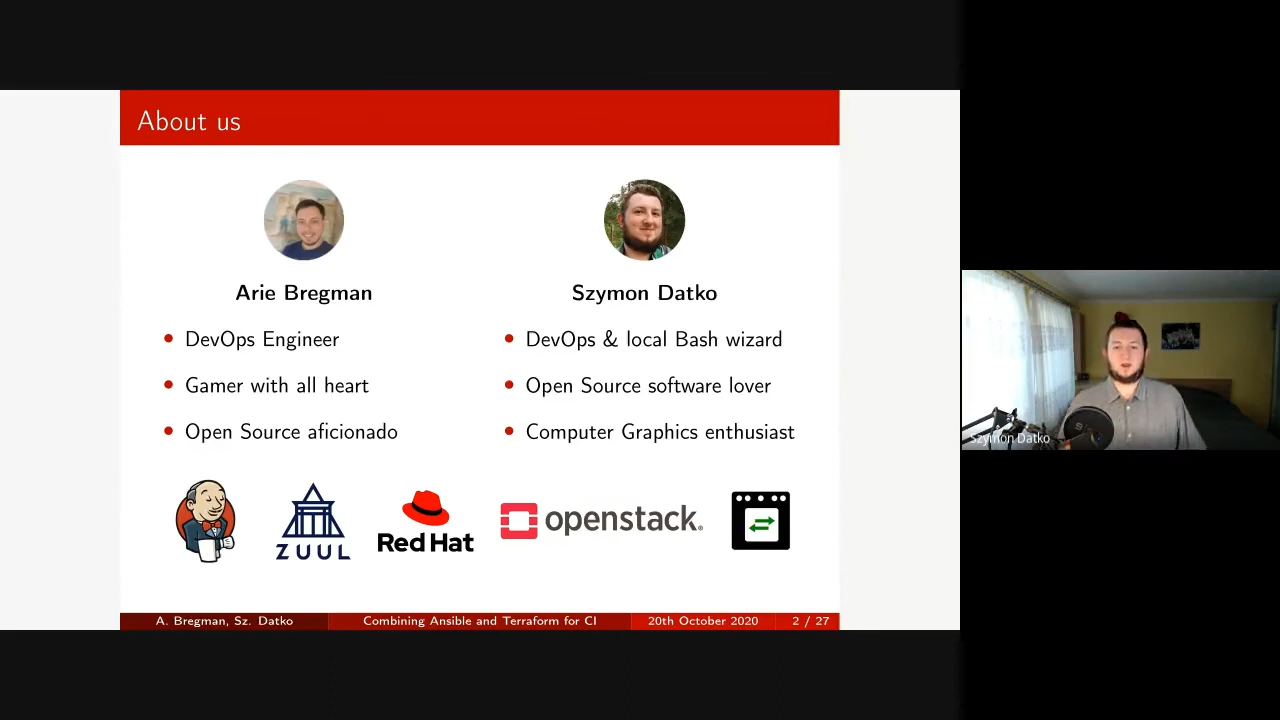 About us
Arie Bregman
DevOps Engineer
Gamer with all heart
Open Source aficionado
Szymon Datko
DevOps & local Bash wizard
Open Source software lover
Computer Graphics enthusiast
ZUUL
Red Hat
openstack.
A. Bregman, Sz. Datko
Combining Ansible and Terraform for CI
20th October 2020
2 / 27
Szymon Datko